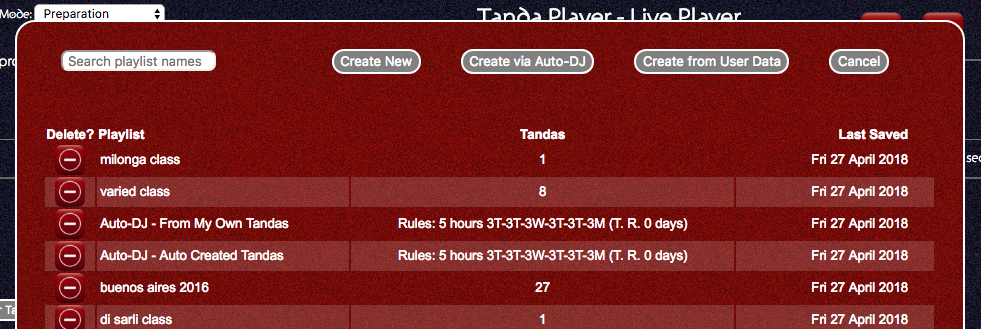 Mode: Preparation
Tanda Player - Live Player
Search playlist names
Create New
Create via Auto-DJ
Create from User Data
Cancel
Delete? Playlist Tandas Last Saved
milonga class 1 Fri 27 April 2018
varied class 8 Fri 27 April 2018
Auto-DJ - From My Own Tandas Rules: 5 hours 3T-3T-3W-3T-3T-3M (T. R. 0 days) Fri 27 April 2018
Auto-DJ - Auto Created Tandas Rules: 5 hours 3T-3T-3W-3T-3T-3M (T. R. 0 days) Fri 27 April 2018
buenos aires 2016 27 Fri 27 April 2018
di sarli class 1 Fri 27 April 2018